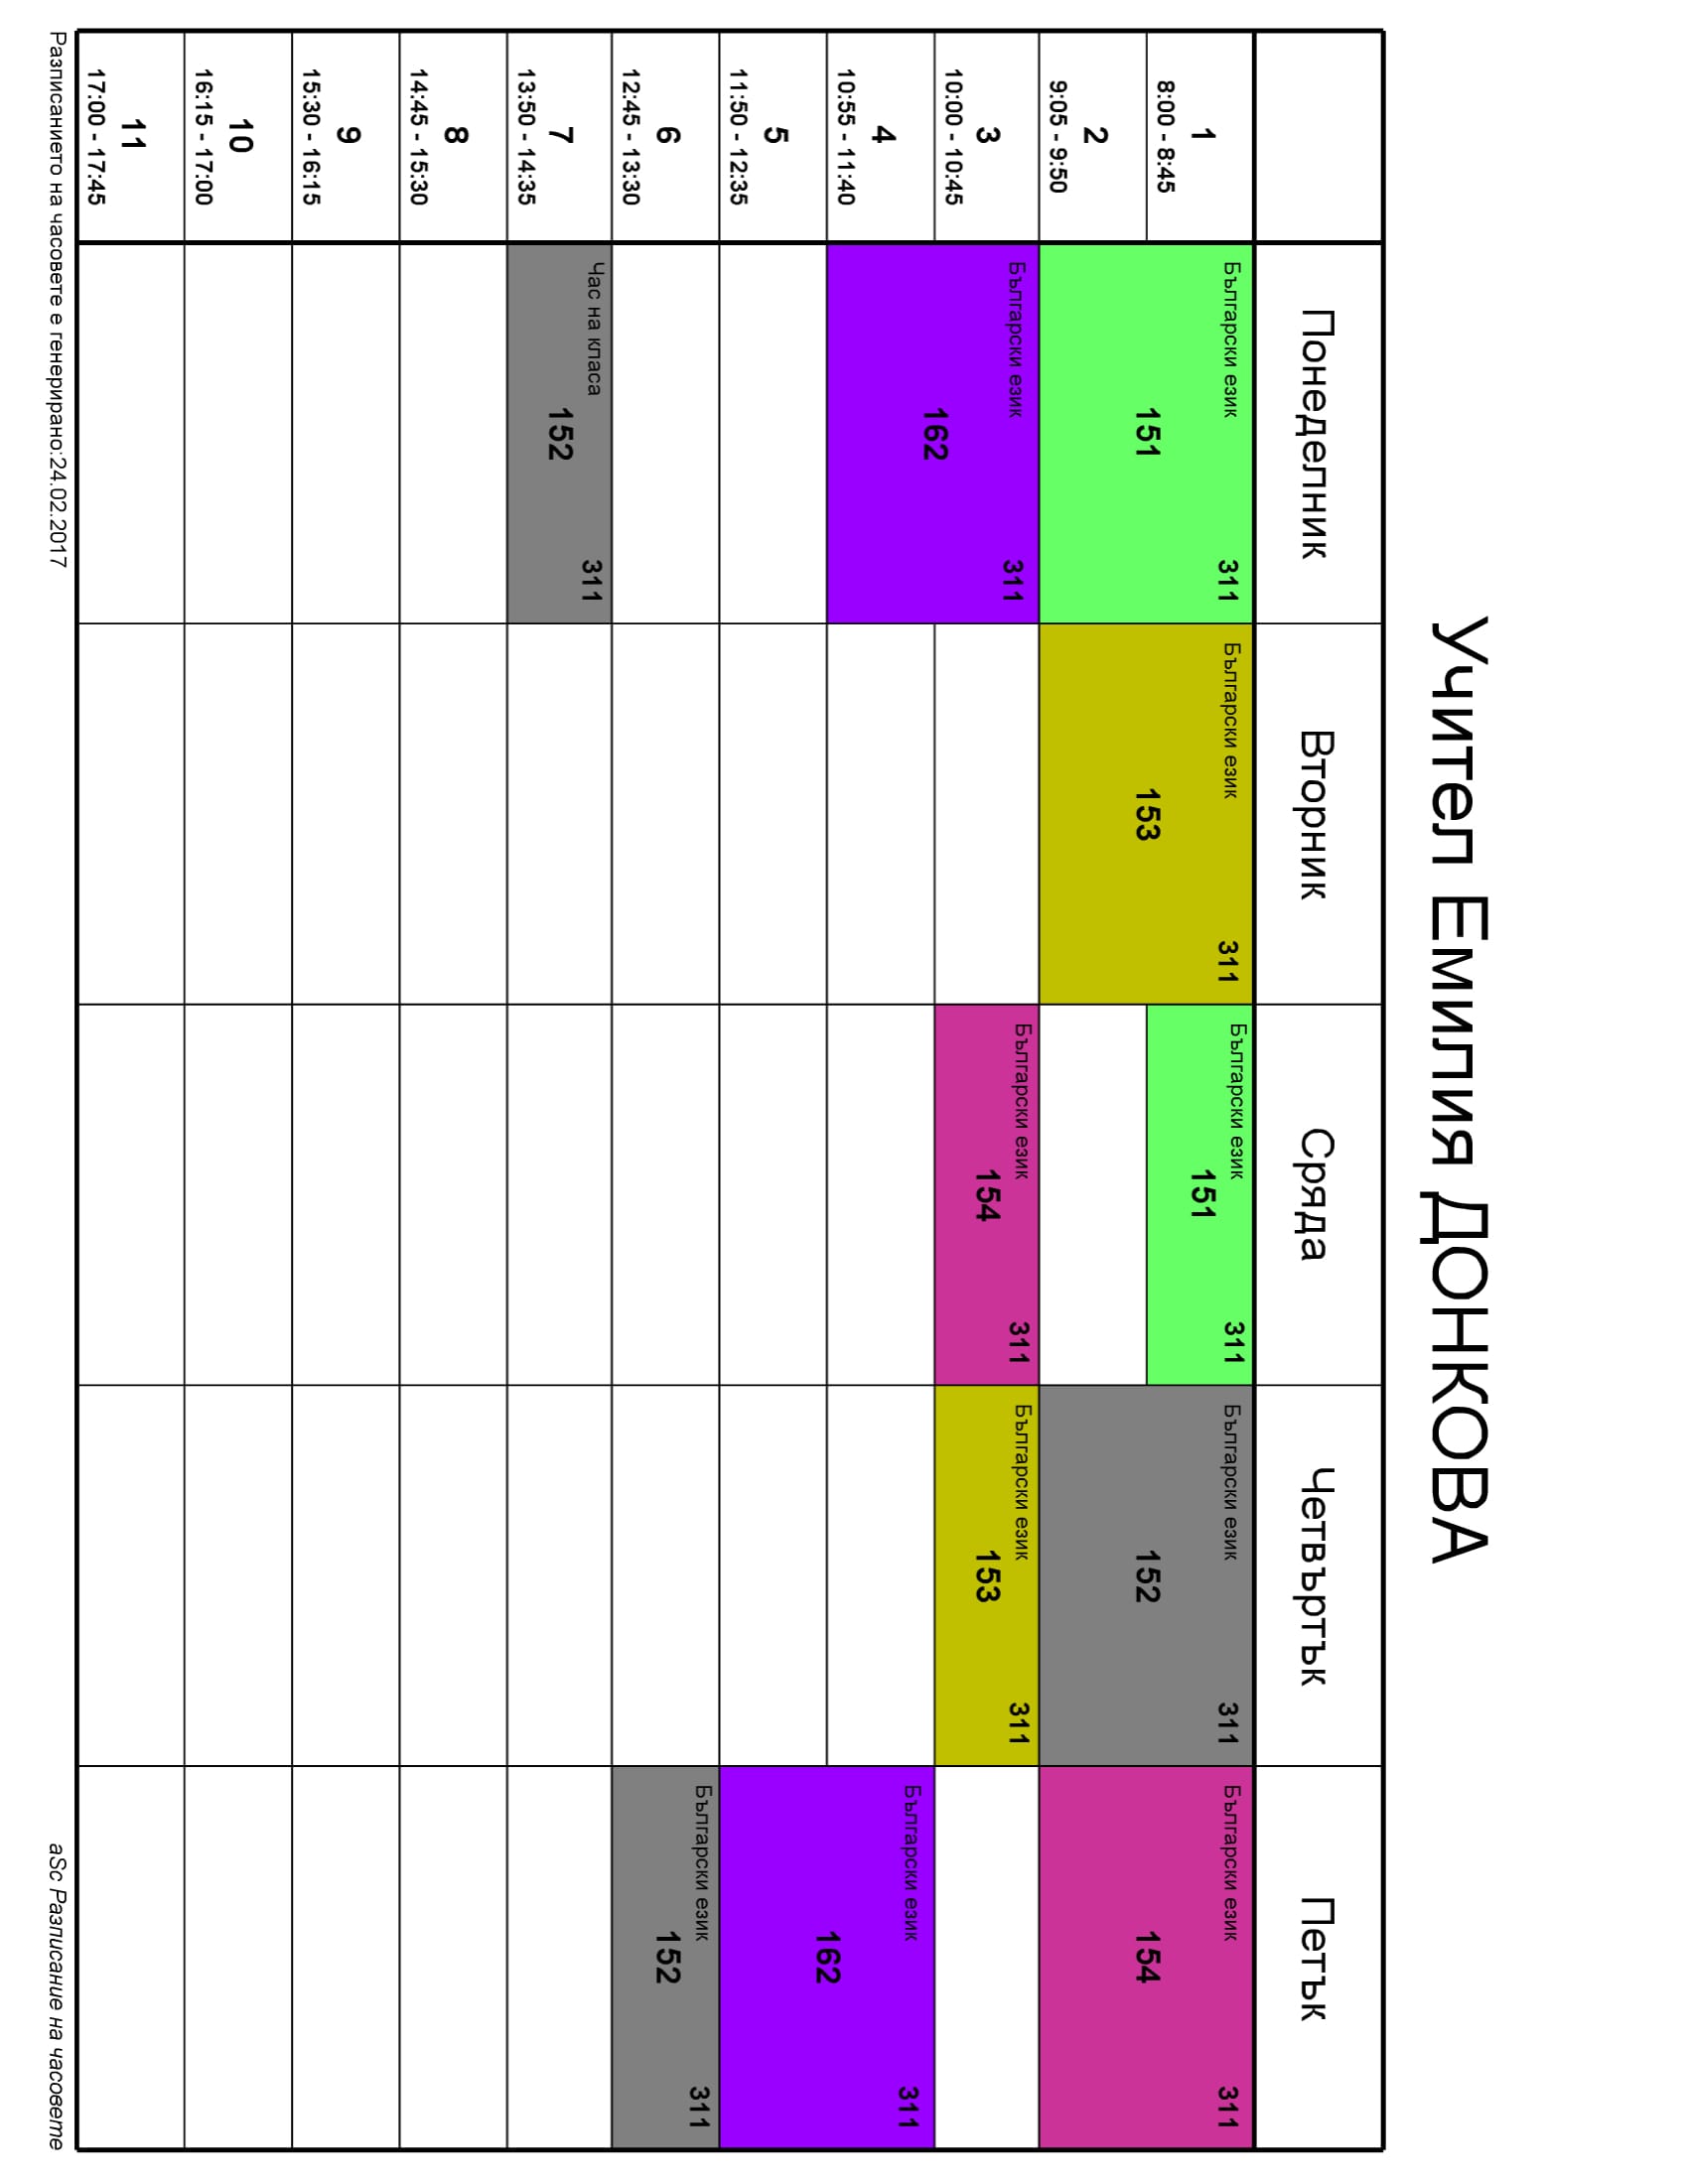 Учител Емилия ДОНКОВА
Понеделник
Вторник
Сряда
Четвъртък
Петък
1
8:00 - 8:45
Български език
311
151
Български език
311
153
Български език
311
151
Български език
311
152
Български език
311
154
2
9:05 - 9:50
3
10:00 - 10:45
Български език
311
162
Български език
311
154
Български език
311
153
4
10:55 - 11:40
Български език
311
162
5
11:50 - 12:35
6
12:45 - 13:30
Български език
311
152
7
13:50 - 14:35
Час на класа
311
152
8
14:45 - 15:30
9
15:30 - 16:15
10
16:15 - 17:00
11
17:00 - 17:45
Разписанието на часовете е генерирано:24.02.2017
aSc Разписание на часовете